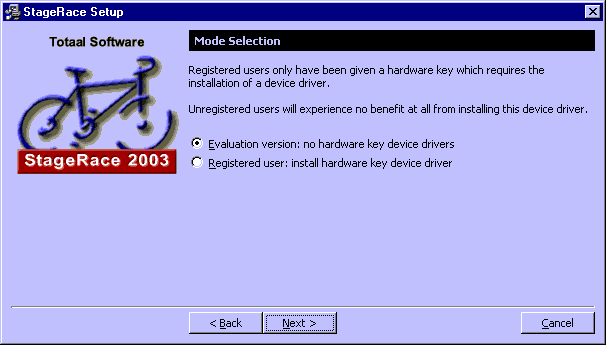 StageRace Setup
Totaal Software
StageRace 2003
Mode Selection
Registered users only have been given a hardware key which requires the
installation of a device driver.
Unregistered users will experience no benefit at all from installing this device driver.
Evaluation version: no hardware key device drivers
Registered user: install hardware key device driver
< Back
Next >
Cancel